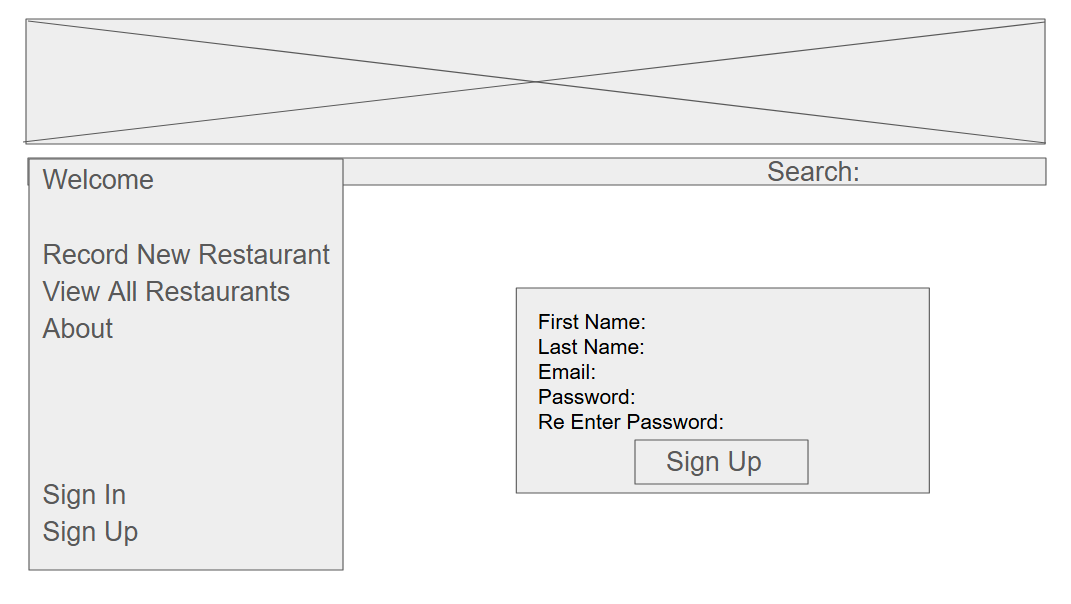 Search:
Welcome
Record New Restaurant
View All Restaurants
About
Sign In
Sign Up
First Name:
Last Name:
Email:
Password:
Re Enter Password:
Sign Up